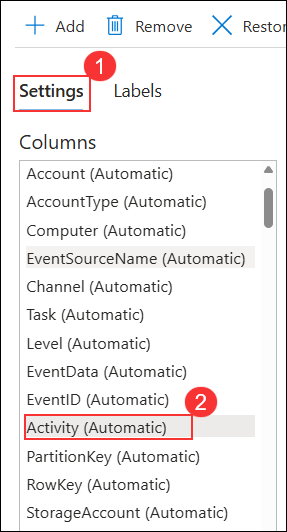 Add Remove Restor
1
Settings Labels
Columns
Account (Automatic)
AccountType (Automatic)
Computer (Automatic)
EventSourceName (Automatic)
Channel (Automatic)
Task (Automatic)
Level (Automatic)
EventData (Automatic)
EventID (Automatic)
2
Activity (Automatic)
PartitionKey (Automatic)
RowKey (Automatic)
StorageAccount (Automatic)